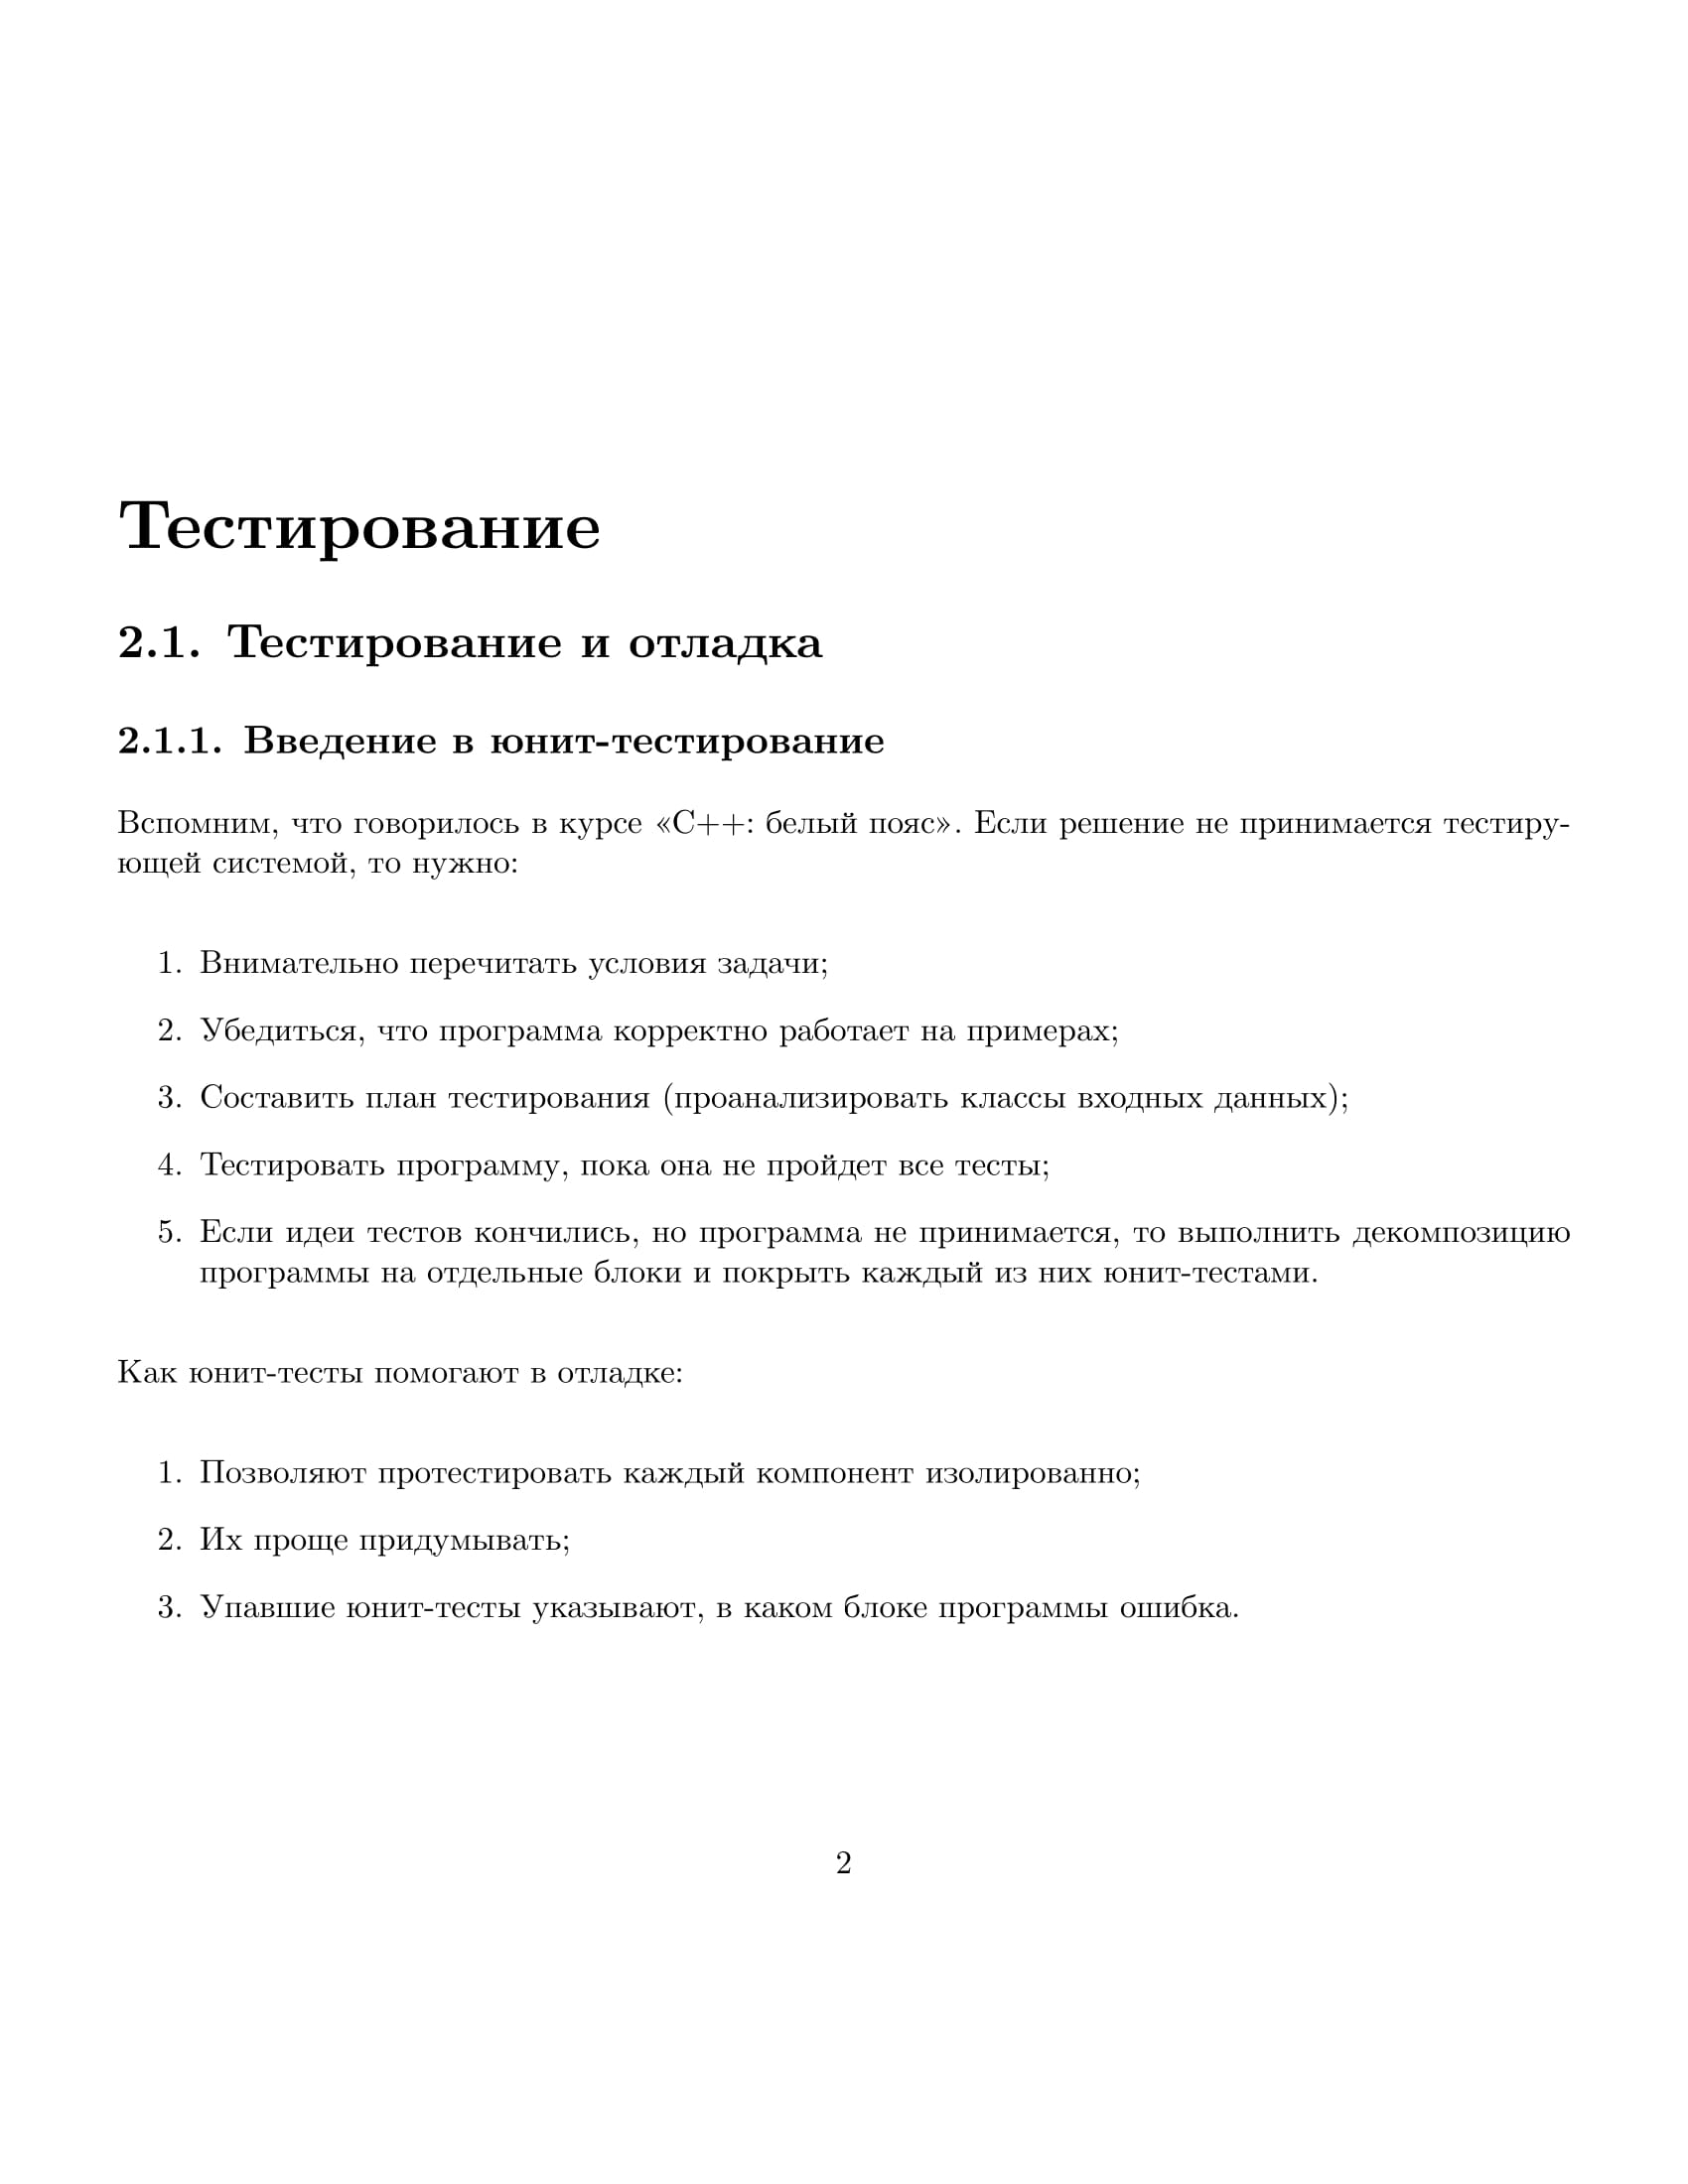 Тестирование
2.1. Тестирование и отладка
2.1.1. Введение в юнит-тестирование
Вспомним, что говорилось в курсе «C++: белый пояс». Если решение не принимается тестиру-
ющей системой, то нужно:
1. Внимательно перечитать условия задачи;
2. Убедиться, что программа корректно работает на примерах;
3. Составить план тестирования (проанализировать классы входных данных);
4. Тестировать программу, пока она не пройдет все тесты;
5. Если идеи тестов кончились, но программа не принимается, то выполнить декомпозицию
программы на отдельные блоки и покрыть каждый из них юнит-тестами.
Как юнит-тесты помогают в отладке:
1. Позволяют протестировать каждый компонент изолированно;
2. Их проще придумывать;
3. Упавшие юнит-тесты указывают, в каком блоке программы ошибка.
2